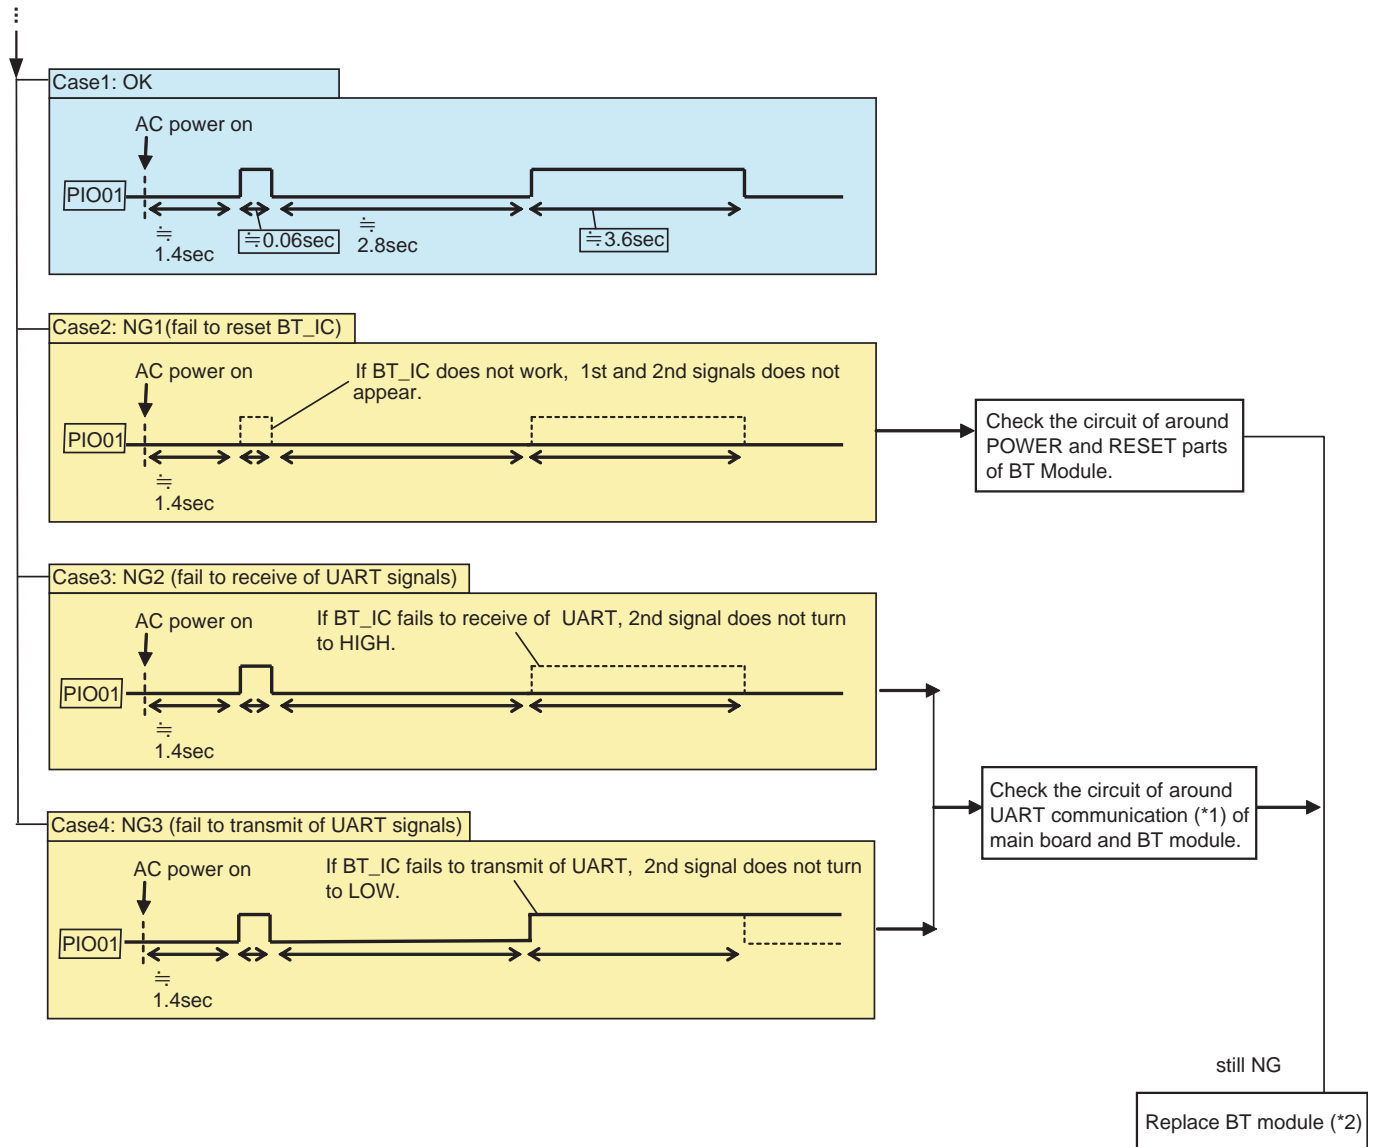 Case1: OK
AC power on
PIO01
≒
1.4sec
≒0.06sec
≒
2.8sec
≒3.6sec
Case2: NG1(fail to reset BT_IC)
AC power on
If BT_IC does not work, 1st and 2nd signals does not
appear.
PIO01
≒
1.4sec
Check the circuit of around
POWER and RESET parts
of BT Module.
Case3: NG2 (fail to receive of UART signals)
AC power on
If BT_IC fails to receive of UART, 2nd signal does not turn
to HIGH.
PIO01
≒
1.4sec
Check the circuit of around
UART communication (*1) of
main board and BT module.
Case4: NG3 (fail to transmit of UART signals)
AC power on
If BT_IC fails to transmit of UART, 2nd signal does not turn
to LOW.
PIO01
≒
1.4sec
still NG
Replace BT module (*2)